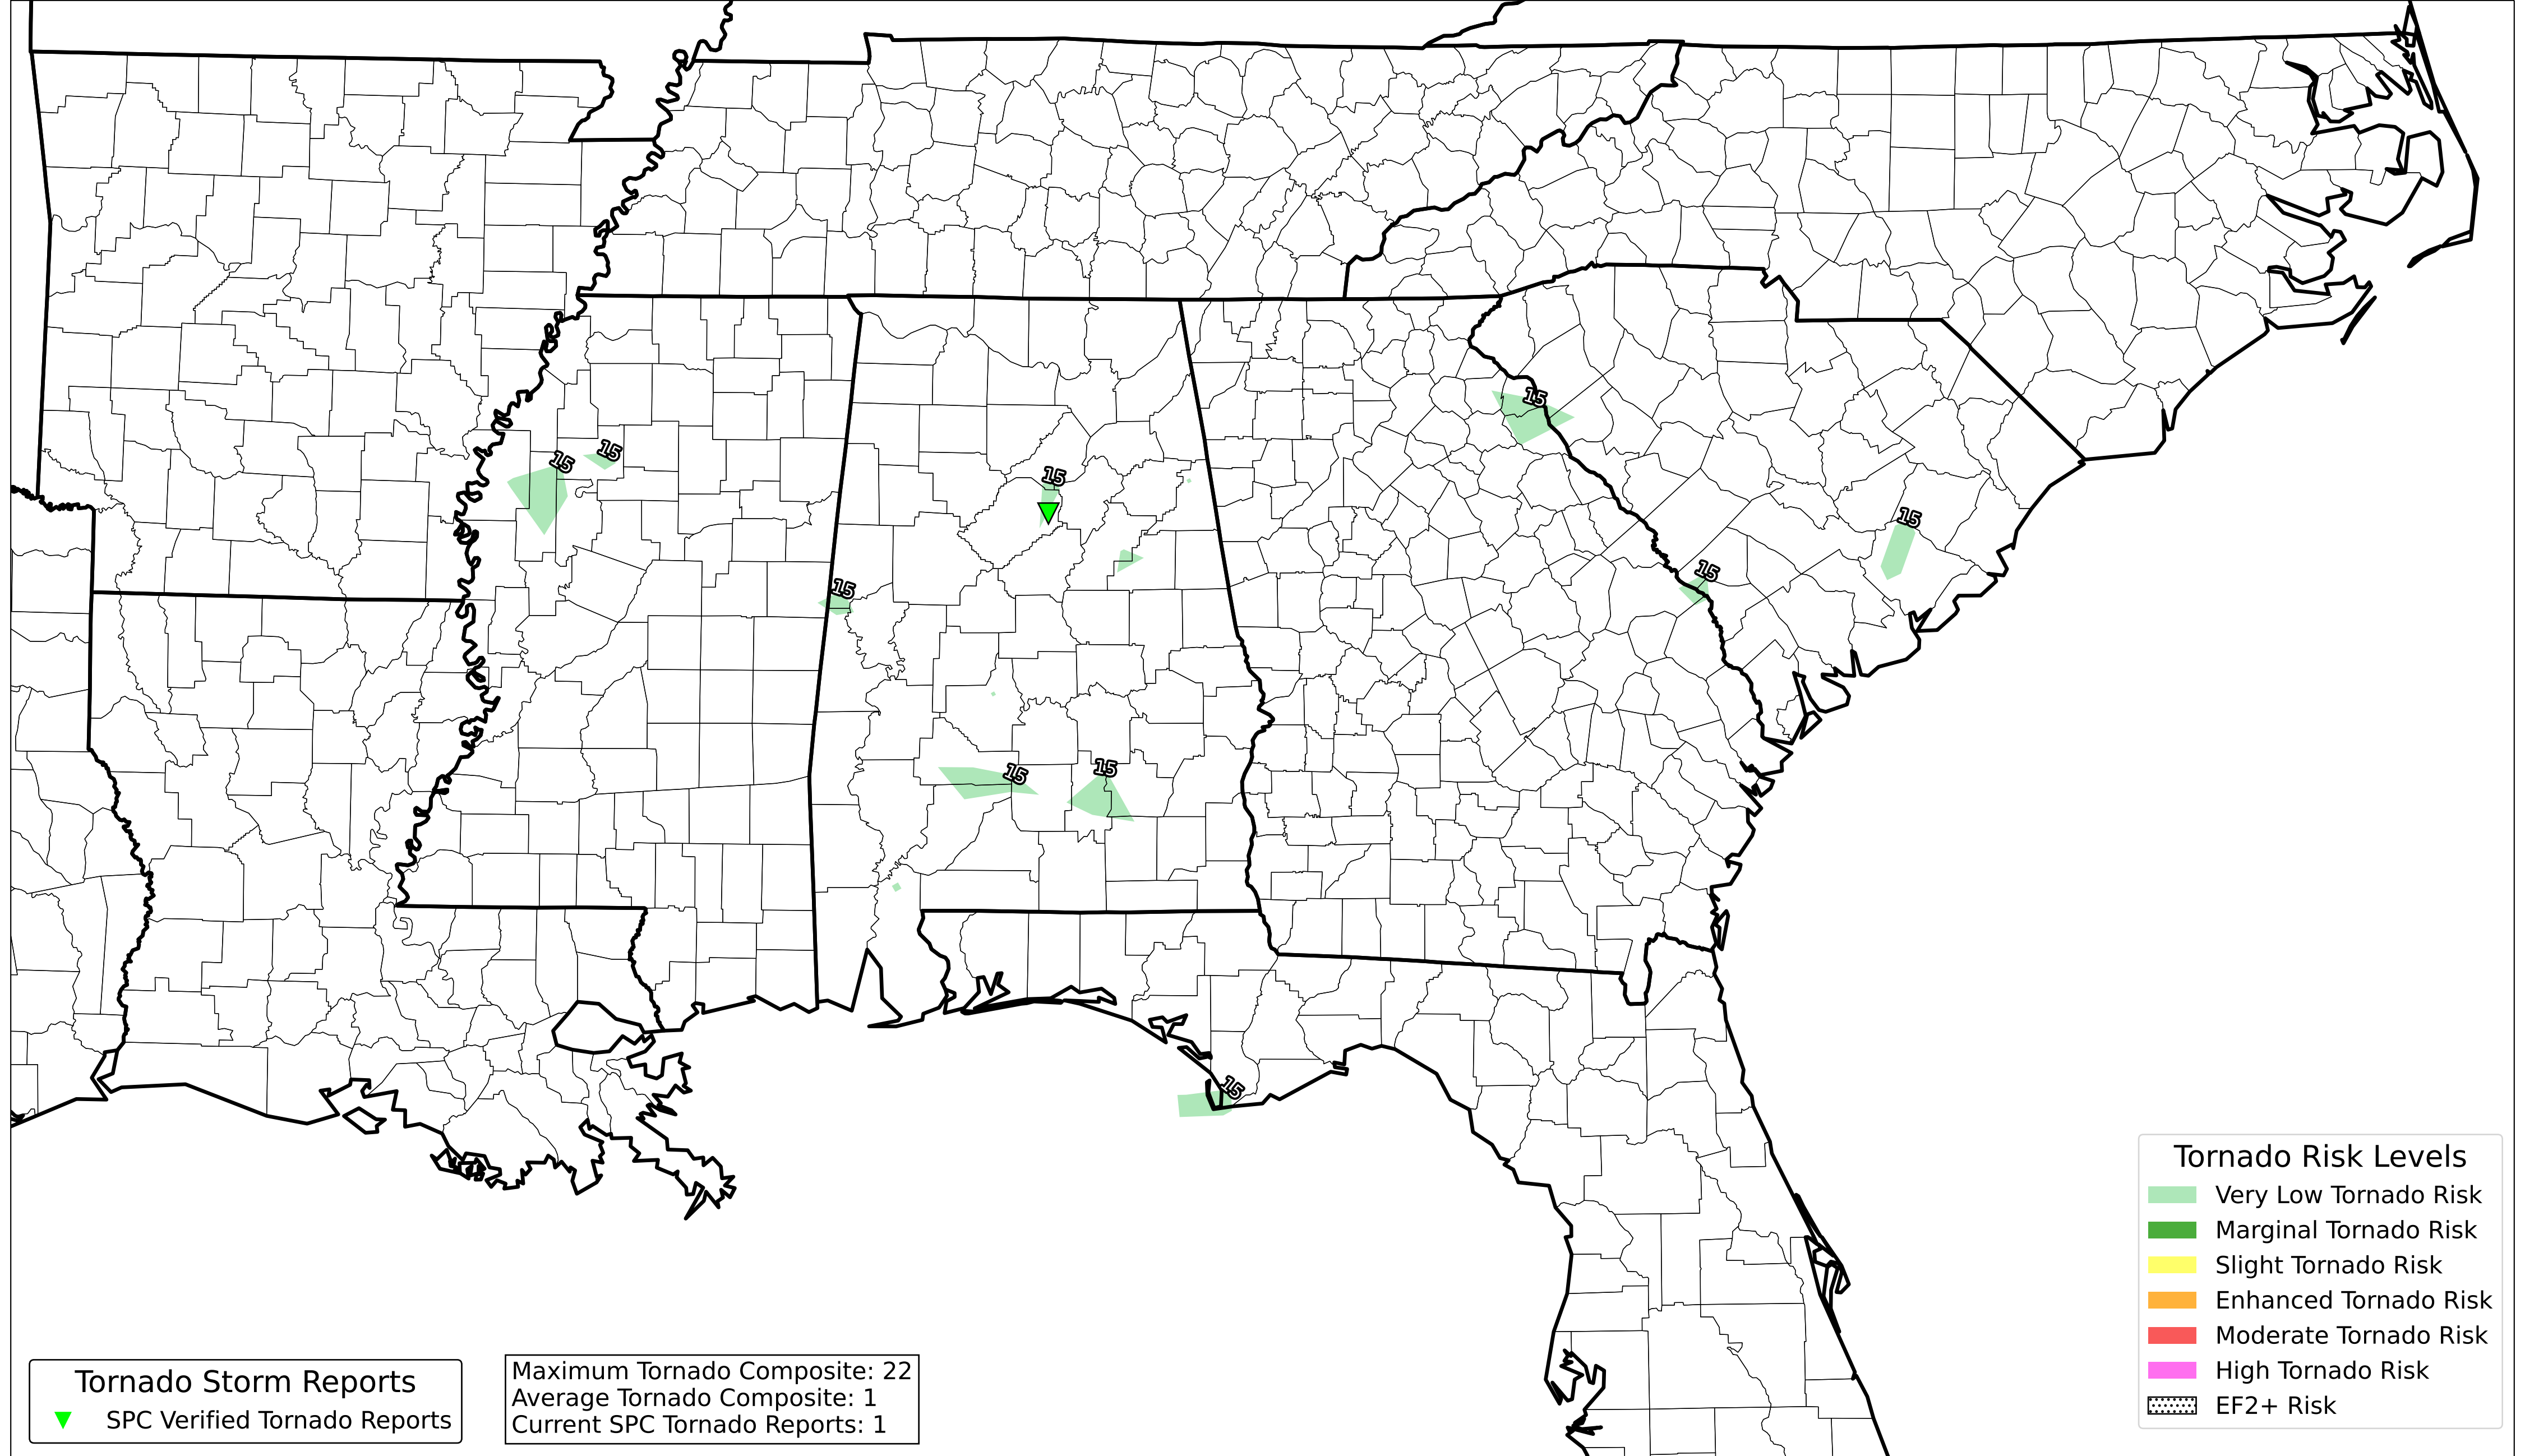 15
15
15
15
15
15
15
15
15
15
Tornado Risk Levels
Very Low Tornado Risk
Marginal Tornado Risk
Slight Tornado Risk
Enhanced Tornado Risk
Moderate Tornado Risk
High Tornado Risk
EF2+ Risk
Tornado Storm Reports
SPC Verified Tornado Reports
Maximum Tornado Composite: 22
Average Tornado Composite: 1
Current SPC Tornado Reports: 1